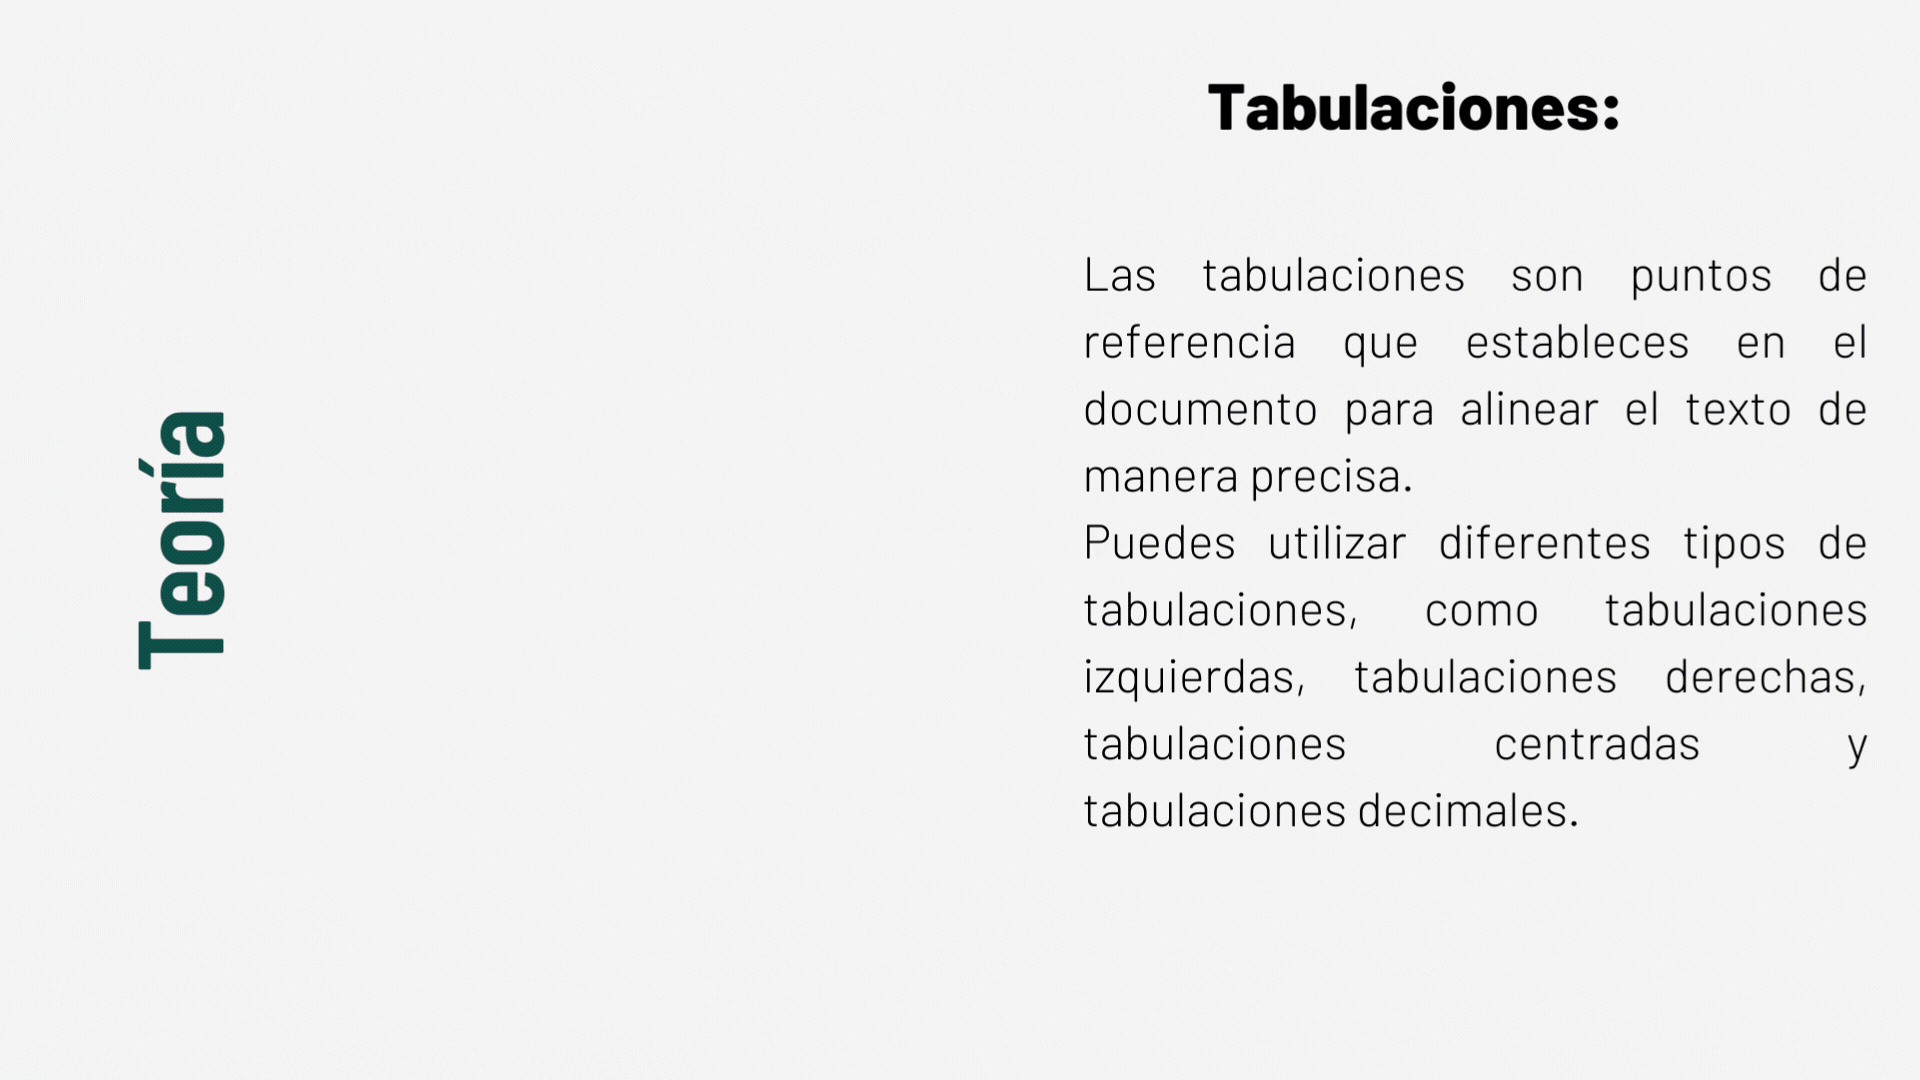 Teoría
Tabulaciones:
Las tabulaciones son puntos de
referencia que estableces en el
documento para alinear el texto de
manera precisa.
Puedes utilizar diferentes tipos de
tabulaciones, como tabulaciones
izquierdas, tabulaciones derechas,
tabulaciones centradas y
tabulaciones decimales.